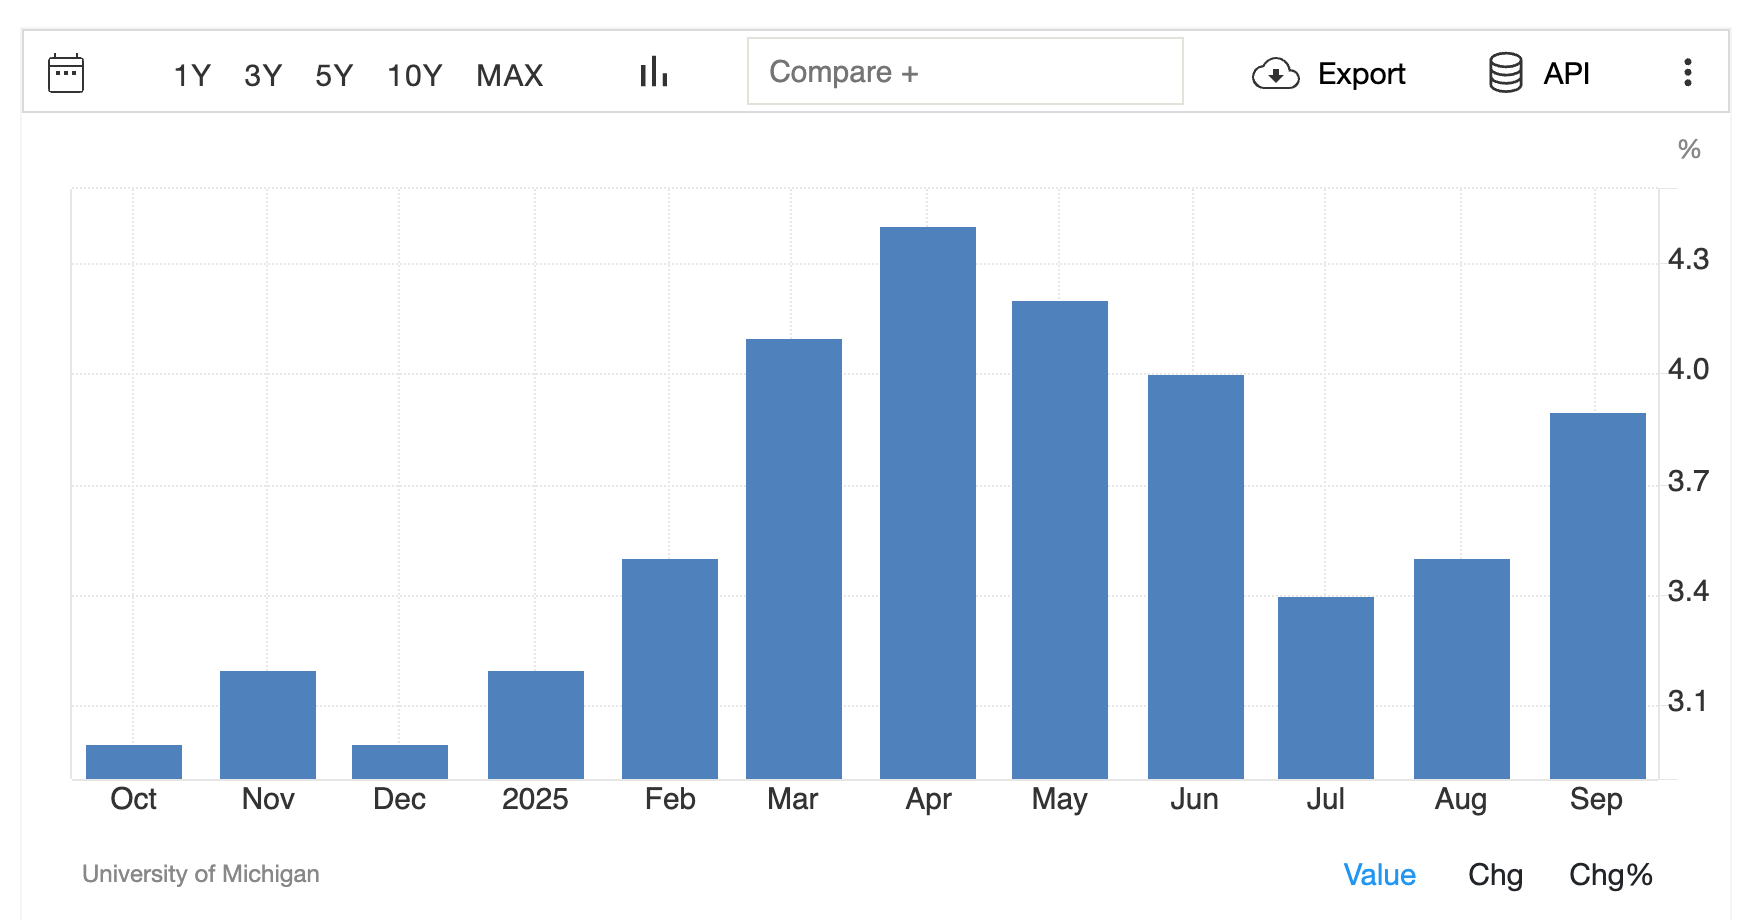 1Y 3Y 5Y 10Y MAX Compare + Export API
%
4.3
4.0
3.7
3.4
3.1
Oct Nov Dec 2025 Feb Mar Apr May Jun Jul Aug Sep
University of Michigan Value Chg Chg%